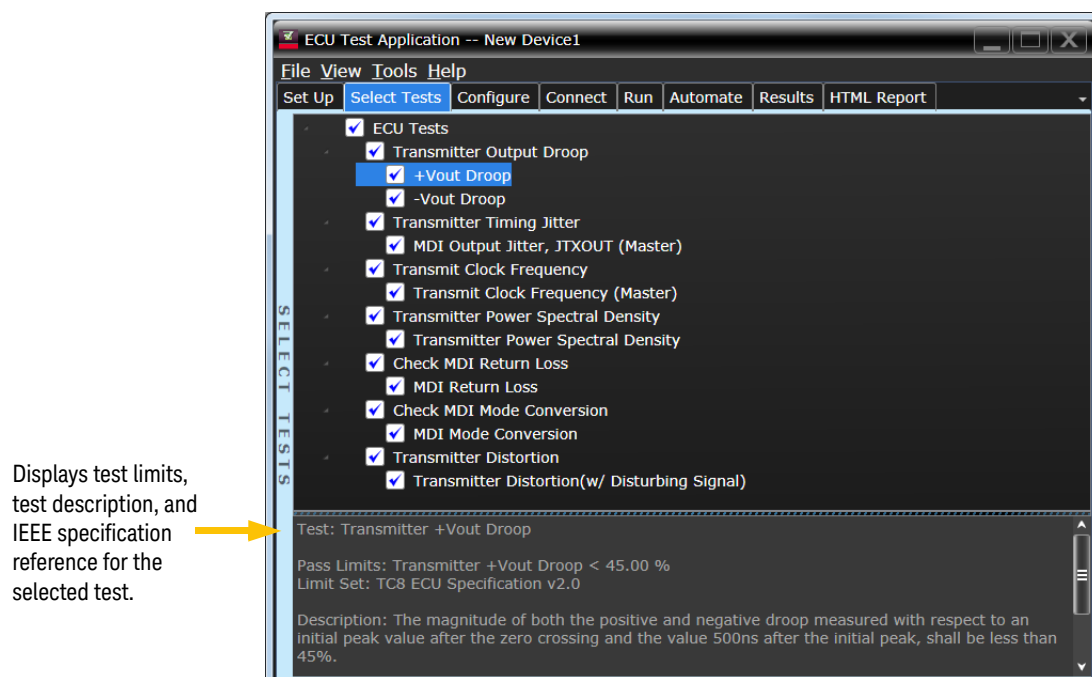 ECU Test Application -- New Device1
File View Tools Help
Set Up Select Tests Configure Connect Run Automate Results HTML Report
SELECT TESTS
ECU Tests
Transmitter Output Droop
+Vout Droop
-Vout Droop
Transmitter Timing Jitter
MDI Output Jitter, JTXOUT (Master)
Transmit Clock Frequency
Transmit Clock Frequency (Master)
Transmitter Power Spectral Density
Transmitter Power Spectral Density
Check MDI Return Loss
MDI Return Loss
Check MDI Mode Conversion
MDI Mode Conversion
Transmitter Distortion
Transmitter Distortion(w/ Disturbing Signal)
Displays test limits,
test description, and
IEEE specification
reference for the
selected test.
Test: Transmitter +Vout Droop
Pass Limits: Transmitter +Vout Droop < 45.00 %
Limit Set: TC8 ECU Specification v2.0
Description: The magnitude of both the positive and negative droop measured with respect to an
initial peak value after the zero crossing and the value 500ns after the initial peak, shall be less than
45%.